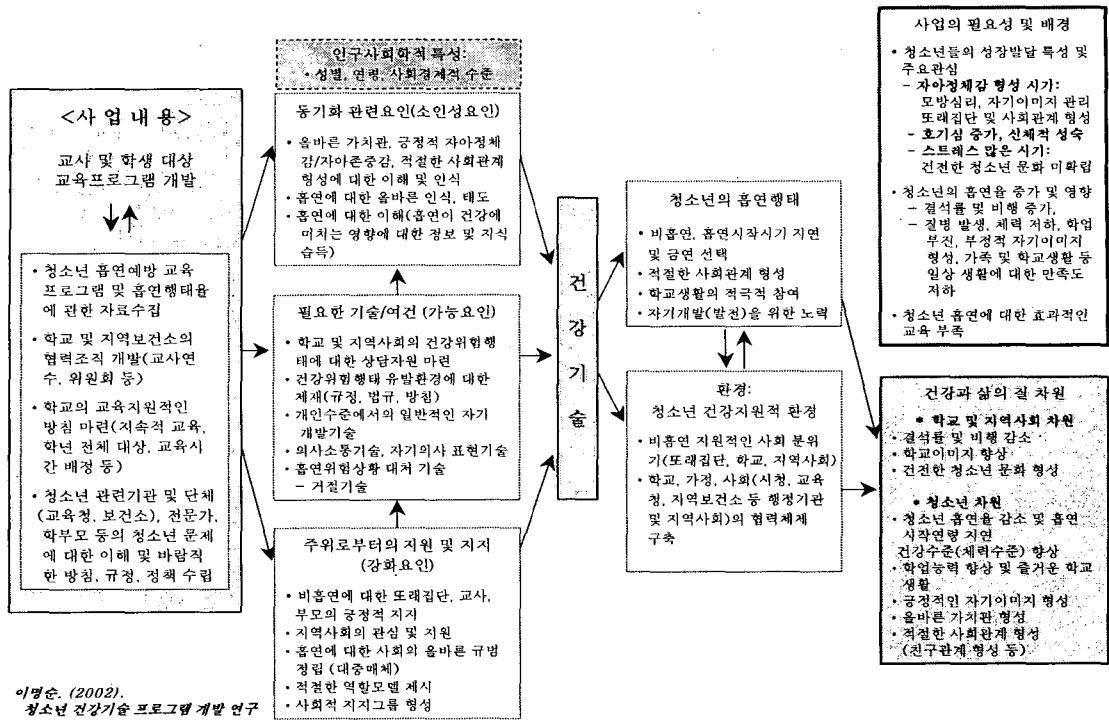 <사 업 내 용>
교사 및 학생 대상
교육프로그램 개발
• 청소년 흡연예방 교육
프로그램 및 흡연행태율
에 관한 자료수집
• 학교 및 지역보건소의
협력조직 개발(교사연
수, 위원회 등)
• 학교의 교육지원적인
방침 마련(지속적 교육,
학년 전체 대상, 교육시
간 배정 등)
• 청소년 관련기관 및 단체
(교육청, 보건소), 전문가,
학부모 등의 청소년 문제
에 대한 이해 및 바람직
한 방침, 규정, 정책 수립
인구사회학적 특성:
• 성별, 연령, 사회경제적 수준
동기화 관련요인(소인성요인)
• 올바른 가치관, 긍정적 자아정체
감/자아존중감, 적절한 사회관계
형성에 대한 이해 및 인식
• 흡연에 대한 올바른 인식, 태도
• 흡연에 대한 이해(흡연이 건강에
미치는 영향에 대한 정보 및 지식
습득)
필요한 기술/여건 (가능요인)
• 학교 및 지역사회의 건강위험행
태에 대한 상담자원 마련
• 건강위험행태 유발환경에 대한
제재(규정, 법규, 방침)
• 개인수준에서의 일반적인 자기
개발기술
• 의사소통기술, 자기의사 표현기술
• 흡연위험상황 대처 기술
– 거절기술
주위로부터의 지원 및 지지
(강화요인)
• 비흡연에 대한 또래집단, 교사,
부모의 긍정적 지지
• 지역사회의 관심 및 지원
• 흡연에 대한 사회의 올바른 규범
정립 (대중매체)
• 적절한 역할모델 제시
• 사회적 지지그룹 형성
건
강
기
술
청소년의 흡연행태
• 비흡연, 흡연시작시기 지연
및 금연 선택
• 적절한 사회관계 형성
• 학교생활의 적극적 참여
• 자기개발(발전)을 위한 노력
환경:
청소년 건강지원적 환경
• 비흡연 지원적인 사회 분위
기(또래집단, 학교, 지역사회)
• 학교, 가정, 사회(시청, 교육
청, 지역보건소 등 행정기관
및 지역사회)의 협력체제
구축
사업의 필요성 및 배경
• 청소년들의 성장발달 특성 및
주요관심
– 자아정체감 형성 시기:
모방심리, 자기이미지 관리
또래집단 및 사회관계 형성
– 호기심 증가, 신체적 성숙
– 스트레스 많은 시기:
건전한 청소년 문화 미확립
• 청소년의 흡연율 증가 및 영향
– 결석률 및 비행 증가,
– 질병 발생, 체력 저하, 학업
부진, 부정적 자기이미지
형성, 가족 및 학교생활 등
일상 생활에 대한 만족도
저하
• 청소년 흡연에 대한 효과적인
교육 부족
건강과 삶의 질 차원
* 학교 및 지역사회 차원
• 결석률 및 비행 감소
• 학교이미지 향상
• 건전한 청소년 문화 형성
* 청소년 차원
• 청소년 흡연율 감소 및 흡연
시작연령 지연
건강수준(체력수준) 향상
• 학업능력 향상 및 즐거운 학교
생활
• 긍정적인 자기이미지 형성
• 올바른 가치관 형성
• 적절한 사회관계 형성
(친구관계 형성 등)
이명순. (2002).
청소년 건강기술 프로그램 개발 연구